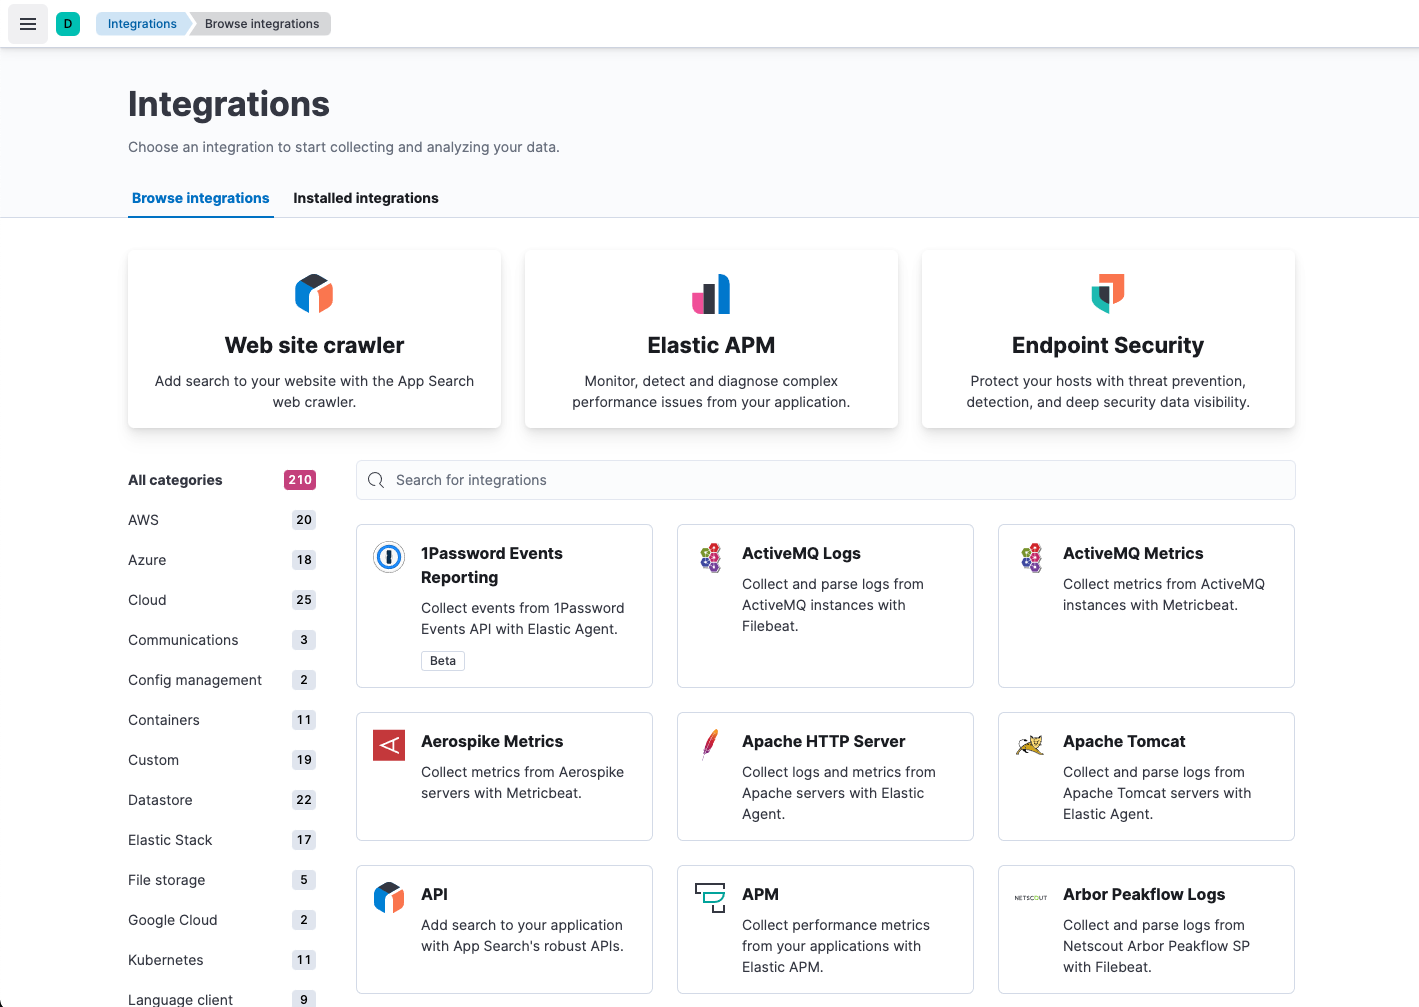 D
Integrations
Browse integrations
Integrations
Choose an integration to start collecting and analyzing your data.
Browse integrations
Installed integrations
Web site crawler
Add search to your website with the App Search
web crawler.
Elastic APM
Monitor, detect and diagnose complex
performance issues from your application.
Endpoint Security
Protect your hosts with threat prevention,
detection, and deep security data visibility.
All categories 210
AWS 20
Azure 18
Cloud 25
Communications 3
Config management 2
Containers 11
Custom 19
Datastore 22
Elastic Stack 17
File storage 5
Google Cloud 2
Kubernetes 11
Language client 9
Search for integrations
1Password Events
Reporting
Collect events from 1Password
Events API with Elastic Agent.
Beta
ActiveMQ Logs
Collect and parse logs from
ActiveMQ instances with
Filebeat.
ActiveMQ Metrics
Collect metrics from ActiveMQ
instances with Metricbeat.
Aerospike Metrics
Collect metrics from Aerospike
servers with Metricbeat.
Apache HTTP Server
Collect logs and metrics from
Apache servers with Elastic
Agent.
Apache Tomcat
Collect and parse logs from
Apache Tomcat servers with
Elastic Agent.
API
Add search to your application
with App Search's robust APIs.
APM
Collect performance metrics
from your applications with
Elastic APM.
NETSCOUT
Arbor Peakflow Logs
Collect and parse logs from
Netscout Arbor Peakflow SP
with Filebeat.